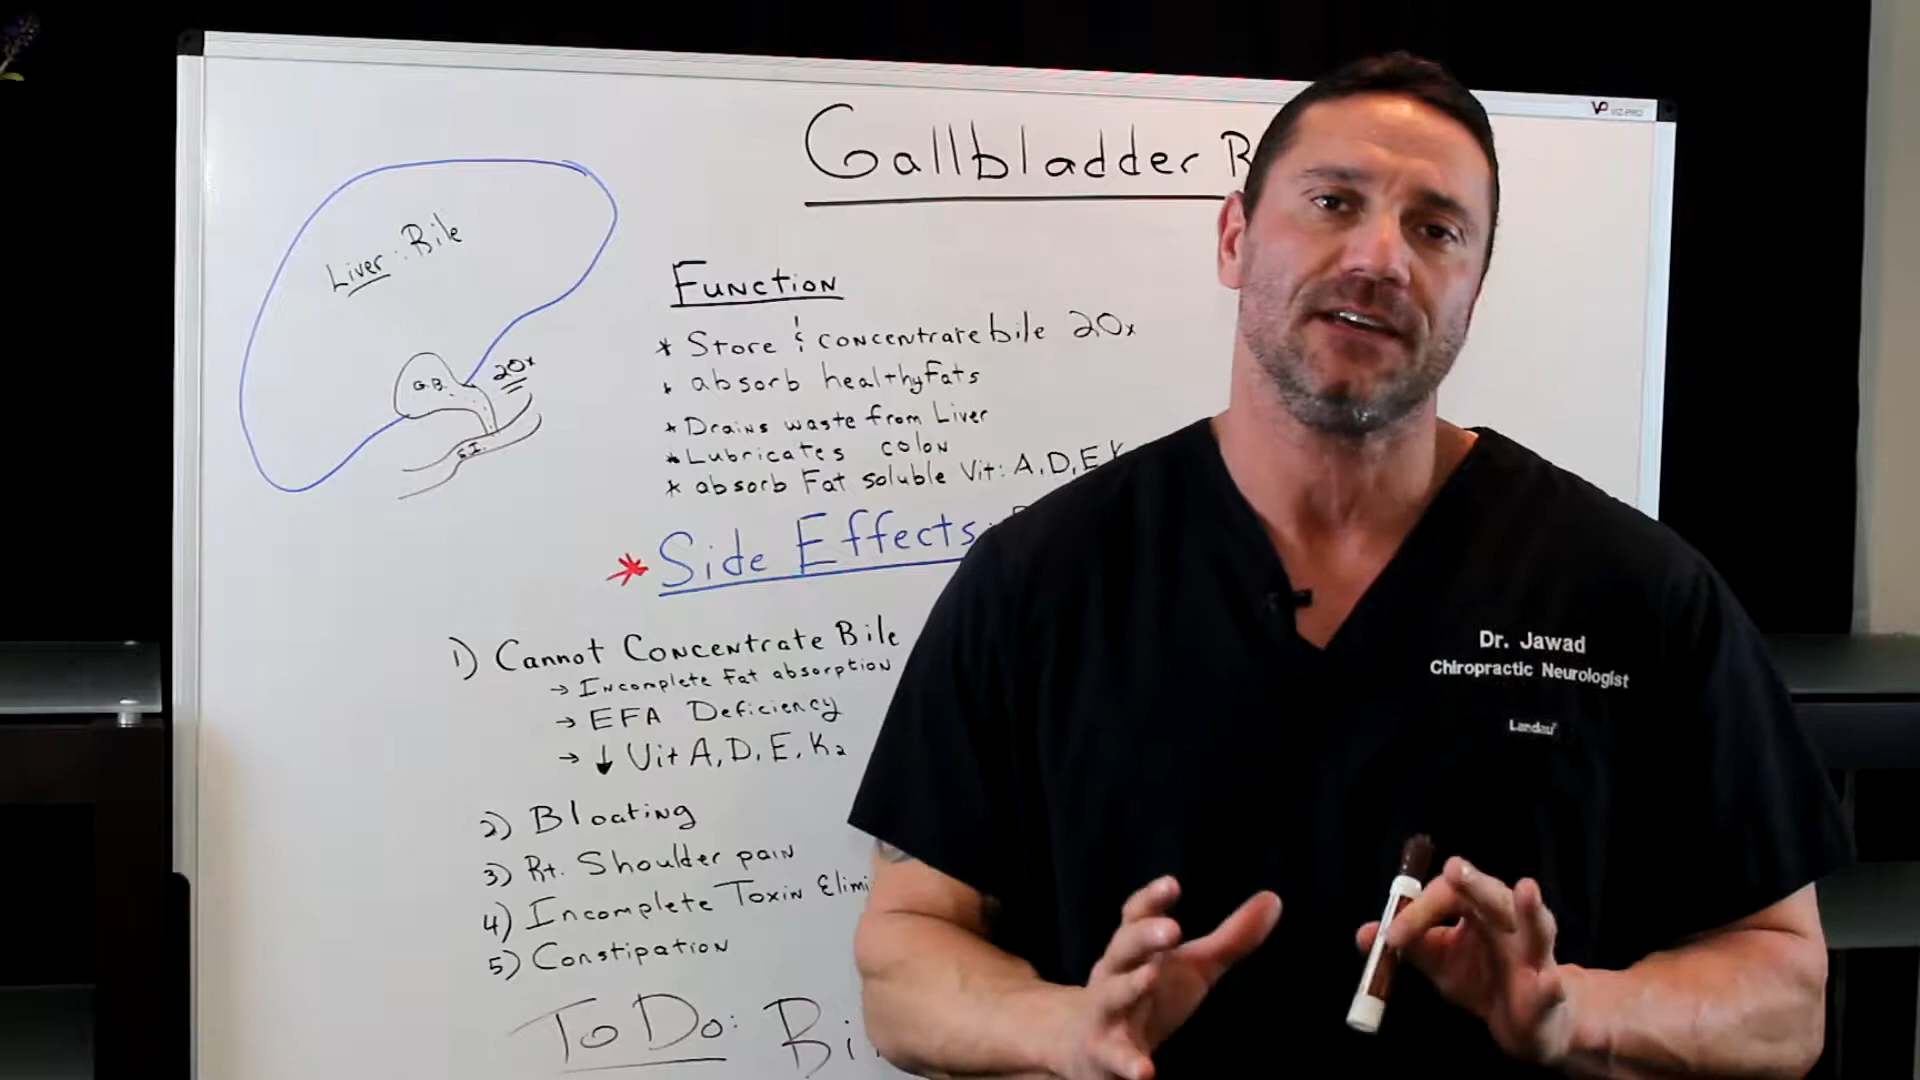 Gallbladder R
Liver: Bile
G.B.
20x
S.I.
Function
* Store & concentrate bile 20x
* absorb healthy fats
* Drains waste from Liver
* Lubricates colon
* absorb Fat soluble Vit: A, D, E, K
* Side Effects:
1) Cannot Concentrate Bile
→ Incomplete Fat absorption
→ EFA Deficiency
→ ↓ Vit A, D, E, K2
2) Bloating
3) Rt. Shoulder pain
4) Incomplete Toxin Elimi
5) Constipation
To Do: Bi
Dr. Jawad
Chiropractic Neurologist
Landau